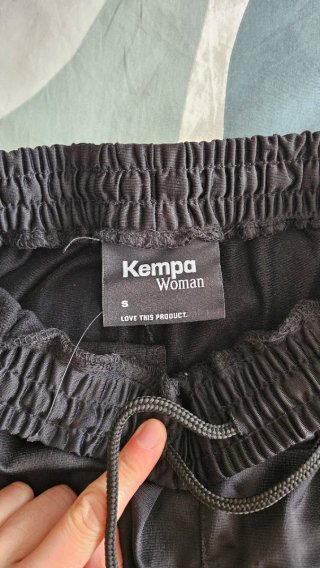 Kempa
Woman
S
LOVE THIS PRODUCT.